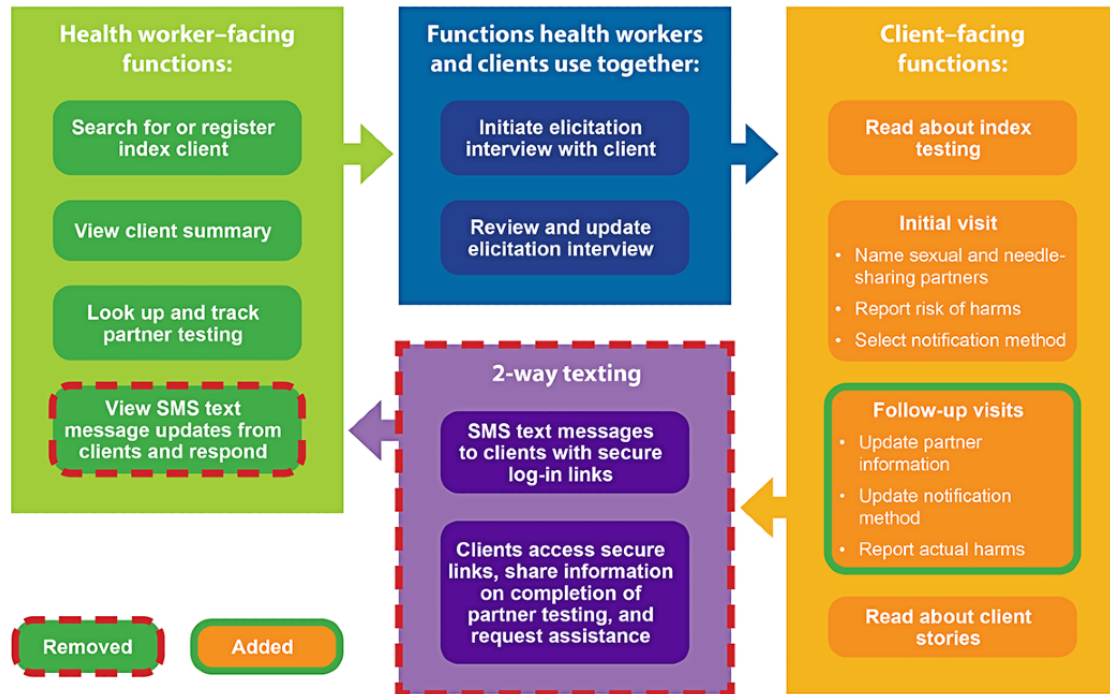 Health worker–facing
functions:
Search for or register
index client
View client summary
Look up and track
partner testing
View SMS text
message updates from
clients and respond
Functions health workers
and clients use together:
Initiate elicitation
interview with client
Review and update
elicitation interview
2-way texting
SMS text messages
to clients with secure
log-in links
Clients access secure
links, share information
on completion of
partner testing, and
request assistance
Client–facing
functions:
Read about index
testing
Initial visit
• Name sexual and needle-
sharing partners
• Report risk of harms
• Select notification method
Follow-up visits
• Update partner
information
• Update notification
method
• Report actual harms
Read about client
stories
Removed
Added